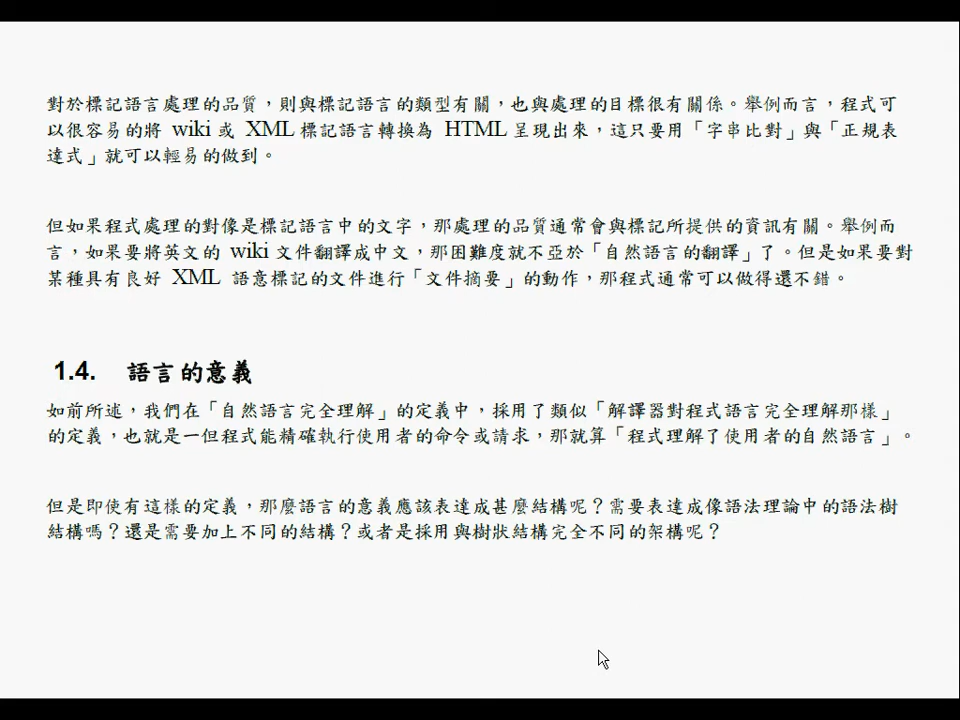 對於標記語言處理的品質，則與標記語言的類型有關，也與處理的目標很有關係。舉例而言，程式可
以很容易的將 wiki 或 XML 標記語言轉換為 HTML 呈現出來，這只要用「字串比對」與「正規表
達式」就可以輕易的做到。
但如果程式處理的對像是標記語言中的文字，那處理的品質通常會與標記所提供的資訊有關。舉例而
言，如果要將英文的 wiki 文件翻譯成中文，那困難度就不亞於「自然語言的翻譯」了。但是如果要對
某種具有良好 XML 語意標記的文件進行「文件摘要」的動作，那程式通常可以做得還不錯。
1.4. 語言的意義
如前所述，我們在「自然語言完全理解」的定義中，採用了類似「解譯器對程式語言完全理解那樣」
的定義，也就是一但程式能精確執行使用者的命令或請求，那就算「程式理解了使用者的自然語言」。
但是即使有這樣的定義，那麼語言的意義應該表達成甚麼結構呢？需要表達成像語法理論中的語法樹
結構嗎？還是需要加上不同的結構？或者是採用與樹狀結構完全不同的架構呢？